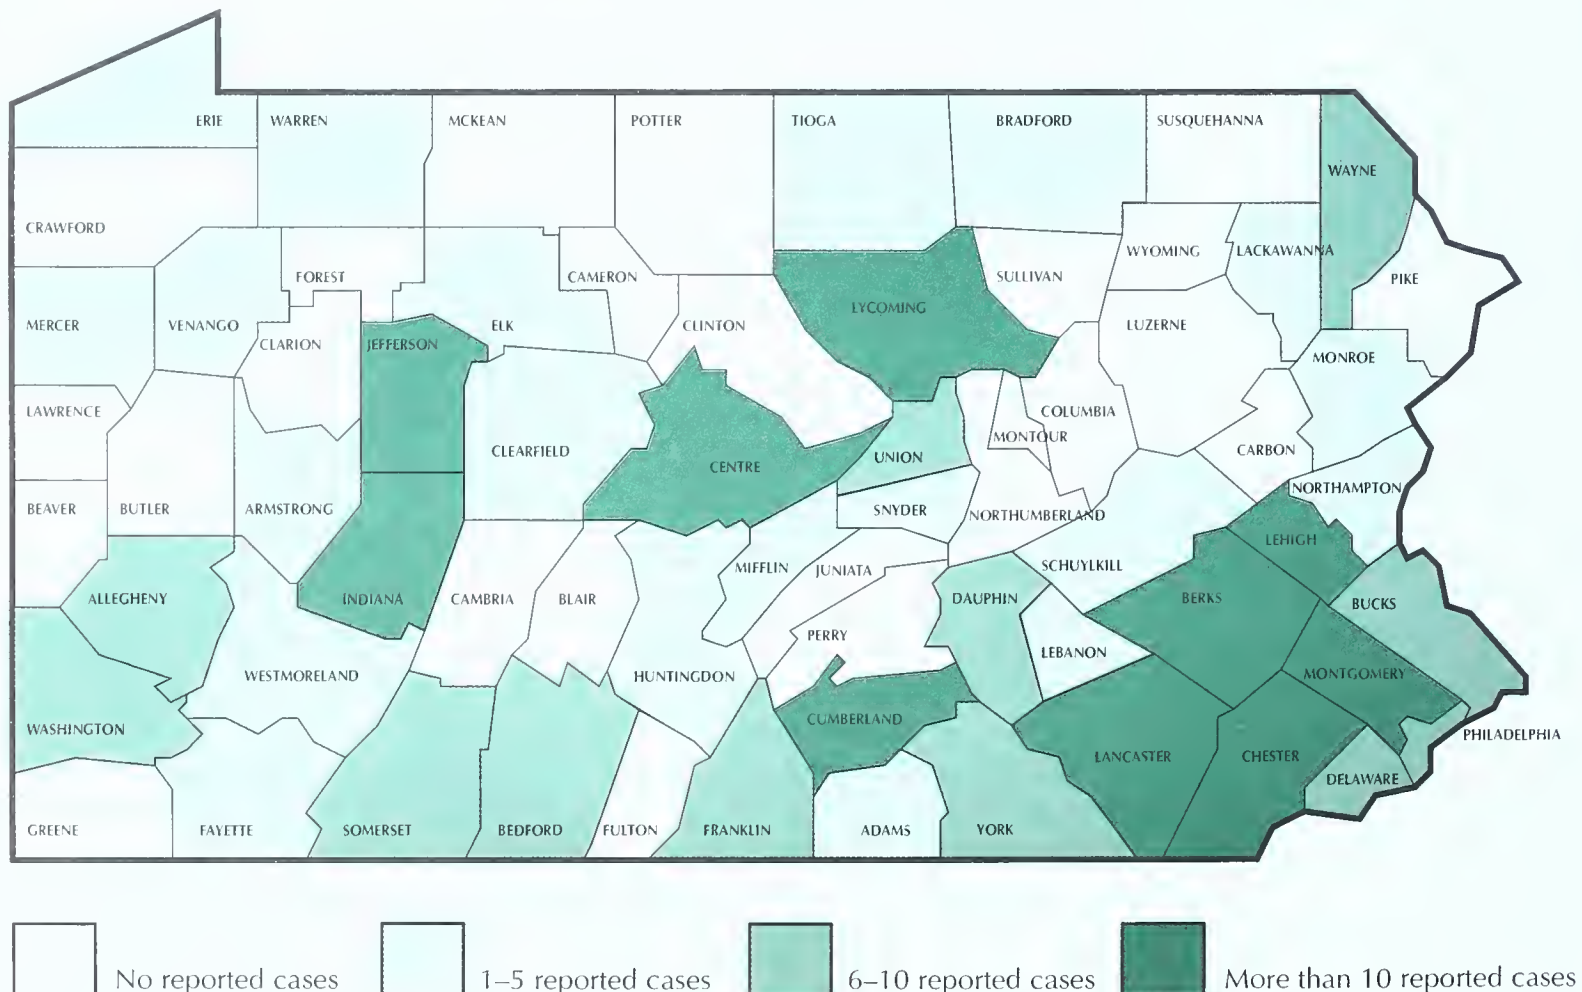 ERIE WARREN MCKEAN POTTER TIOGA BRADFORD SUSQUEHANNA
WAYNE
CRAWFORD WYOMING LACKAWANNA
FOREST CAMERON SULLIVAN PIKE
MERCER VENANGO ELK CLINTON LYCOMING LUZERNE
CLARION JEFFERSON MONROE
LAWRENCE COLUMBIA
MONTOUR
CLEARFIELD CENTRE UNION CARBON
NORTHAMPTON
BEAVER BUTLER ARMSTRONG SNYDER NORTHUMBERLAND
LEHIGH
MIFFLIN JUNIATA SCHUYLKILL
ALLEGHENY INDIANA CAMBRIA BLAIR DAUPHIN BERKS BUCKS
PERRY
LEBANON
WESTMORELAND HUNTINGDON MONTGOMERY
WASHINGTON CUMBERLAND PHILADELPHIA
LANCASTER CHESTER
DELAWARE
GREENE FAYETTE SOMERSET BEDFORD FULTON FRANKLIN ADAMS YORK
No reported cases 1–5 reported cases 6–10 reported cases More than 10 reported cases